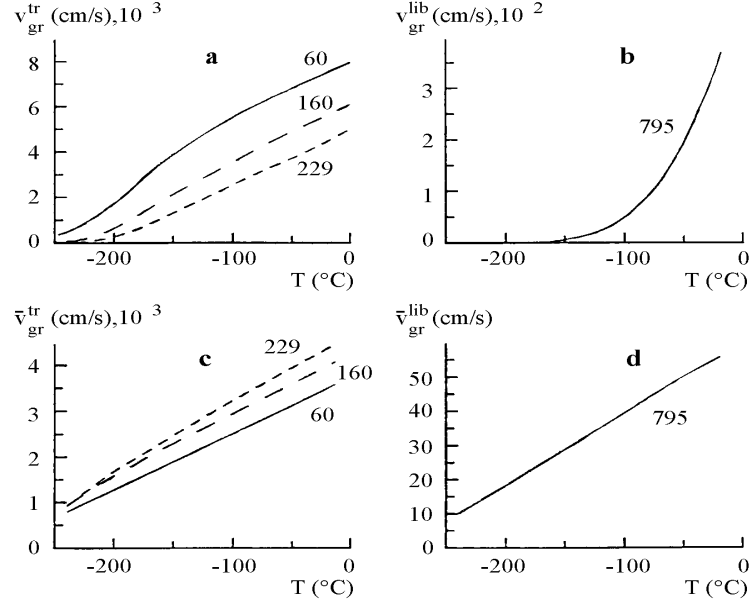 v_gr^tr (cm/s), 10^3
a
60
160
229
8
6
4
2
0
-200 -100 0
T (°C)
v_gr^lib (cm/s), 10^2
b
795
3
2
1
0
-200 -100 0
T (°C)
v̄_gr^tr (cm/s), 10^3
c
229
160
60
4
3
2
1
0
-200 -100 0
T (°C)
v̄_gr^lib (cm/s)
d
795
50
40
30
20
10
0
-200 -100 0
T (°C)